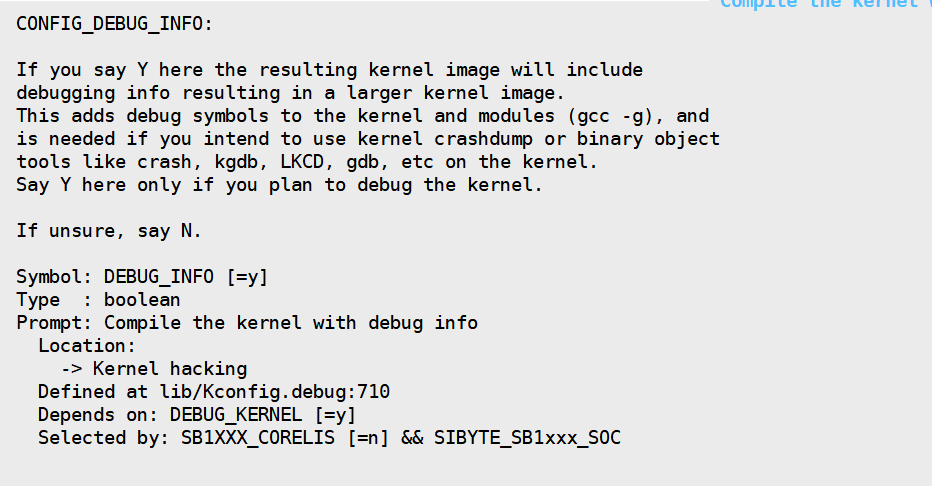 Compile the kernel
CONFIG_DEBUG_INFO:
If you say Y here the resulting kernel image will include
debugging info resulting in a larger kernel image.
This adds debug symbols to the kernel and modules (gcc -g), and
is needed if you intend to use kernel crashdump or binary object
tools like crash, kgdb, LKCD, gdb, etc on the kernel.
Say Y here only if you plan to debug the kernel.
If unsure, say N.
Symbol: DEBUG_INFO [=y]
Type  : boolean
Prompt: Compile the kernel with debug info
  Location:
    -> Kernel hacking
  Defined at lib/Kconfig.debug:710
  Depends on: DEBUG_KERNEL [=y]
  Selected by: SB1XXX_CORELIS [=n] && SIBYTE_SB1xxx_SOC